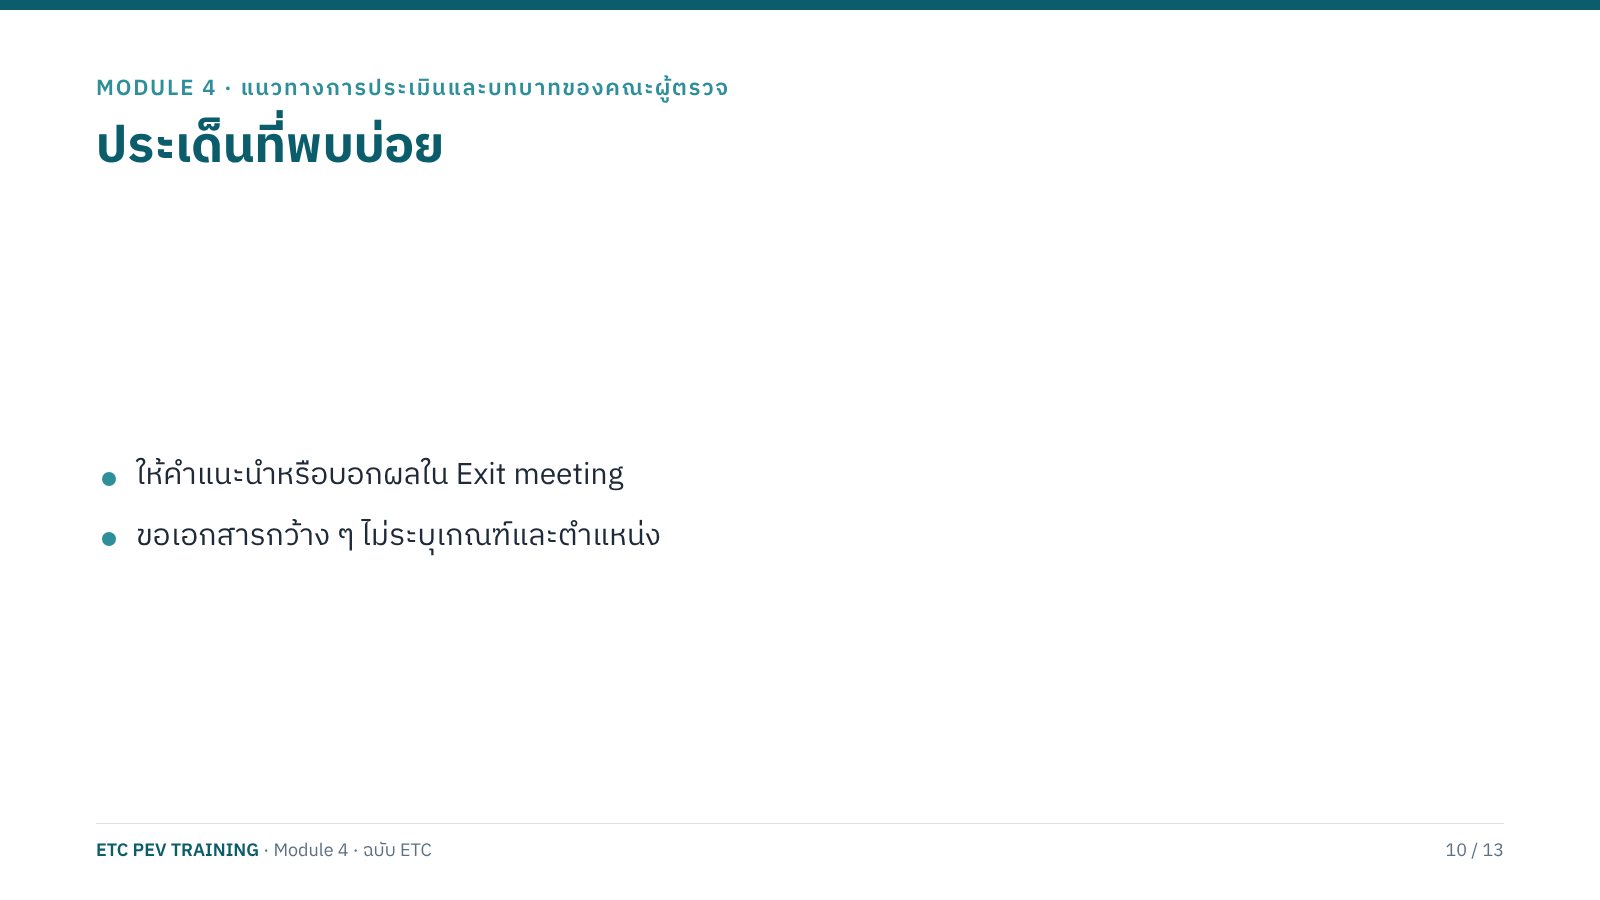 MODULE 4 · แนวทางการประเมินและบทบาทของคณะผู้ตรวจ
ประเด็นที่พบบ่อย
● ให้คำแนะนำหรือบอกผลใน Exit meeting
● ขอเอกสารกว้าง ๆ ไม่ระบุเกณฑ์และตำแหน่ง
ETC PEV TRAINING · Module 4 · ฉบับ ETC
10 / 13